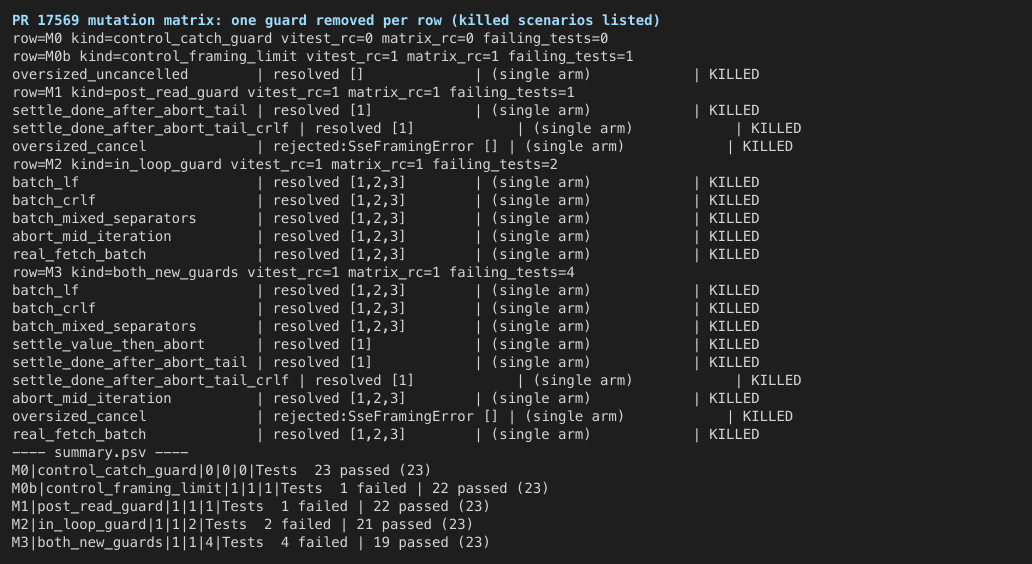 PR 17569 mutation matrix: one guard removed per row (killed scenarios listed)
row=M0 kind=control_catch_guard vitest_rc=0 matrix_rc=0 failing_tests=0
row=M0b kind=control_framing_limit vitest_rc=1 matrix_rc=1 failing_tests=1
oversized_uncancelled | resolved [] | (single arm) | KILLED
row=M1 kind=post_read_guard vitest_rc=1 matrix_rc=1 failing_tests=1
settle_done_after_abort_tail | resolved [1] | (single arm) | KILLED
settle_done_after_abort_tail_crlf | resolved [1] | (single arm) | KILLED
oversized_cancel | rejected:SseFramingError [] | (single arm) | KILLED
row=M2 kind=in_loop_guard vitest_rc=1 matrix_rc=1 failing_tests=2
batch_lf | resolved [1,2,3] | (single arm) | KILLED
batch_crlf | resolved [1,2,3] | (single arm) | KILLED
batch_mixed_separators | resolved [1,2,3] | (single arm) | KILLED
abort_mid_iteration | resolved [1,2,3] | (single arm) | KILLED
real_fetch_batch | resolved [1,2,3] | (single arm) | KILLED
row=M3 kind=both_new_guards vitest_rc=1 matrix_rc=1 failing_tests=4
batch_lf | resolved [1,2,3] | (single arm) | KILLED
batch_crlf | resolved [1,2,3] | (single arm) | KILLED
batch_mixed_separators | resolved [1,2,3] | (single arm) | KILLED
settle_value_then_abort | resolved [1] | (single arm) | KILLED
settle_done_after_abort_tail | resolved [1] | (single arm) | KILLED
settle_done_after_abort_tail_crlf | resolved [1] | (single arm) | KILLED
abort_mid_iteration | resolved [1,2,3] | (single arm) | KILLED
oversized_cancel | rejected:SseFramingError [] | (single arm) | KILLED
real_fetch_batch | resolved [1,2,3] | (single arm) | KILLED
---- summary.psv ----
M0|control_catch_guard|0|0|0|Tests  23 passed (23)
M0b|control_framing_limit|1|1|1|Tests  1 failed | 22 passed (23)
M1|post_read_guard|1|1|1|Tests  1 failed | 22 passed (23)
M2|in_loop_guard|1|1|2|Tests  2 failed | 21 passed (23)
M3|both_new_guards|1|1|4|Tests  4 failed | 19 passed (23)